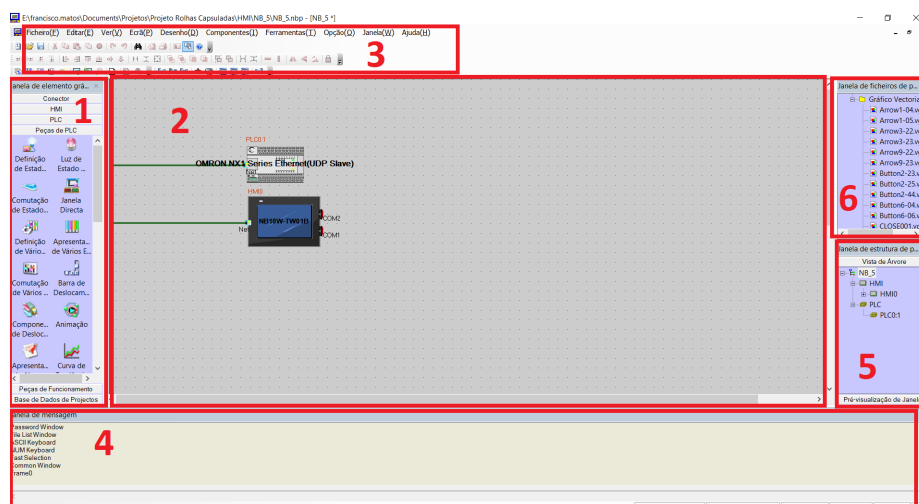 E:\francisco.matos\Documents\Projetos\Projeto Rolhas Capsuladas\HMI\NB_5\NB_5.nbp - [NB_5 *]
Fichero(F) Editar(E) Ver(V) Ecrã(P) Desenho(D) Componentes(I) Ferramentas(T) Opção(O) Janela(W) Ajuda(H)
3
anela de elemento grá...
Conector
HMI
PLC
Peças de PLC
1
Definição de Estad...
Luz de Estado ...
Comutação de Estado...
Janela Directa
Definição de Vário...
Apresenta... de Vários E...
Comutação de Vários ...
Barra de Deslocam...
Compone... de Desloc...
Animação
Apresenta...
Curva de
Peças de Funcionamento
Base de Dados de Projectos
2
PLC0:1
OMRON NX1 Series Ethernet(UDP Slave)
HMI0
NB10W-TW01B
COM2
COM1
Janela de ficheiros de p...
Gráfico Vectoria
Arrow1-04.v
Arrow1-05.v
Arrow3-22.v
Arrow3-23.v
Arrow9-22.v
Arrow9-23.v
Button2-23.
Button2-25.
Button2-44.
Button6-04.
Button6-06.
CLOSE001.vc
6
Janela de estrutura de p...
Vista de Árvore
NB_5
HMI
HMI0
PLC
PLC0:1
5
Pré-visualização de Janel
anela de mensagem
Password Window
File List Window
ASCII Keyboard
NUM Keyboard
Fast Selection
Common Window
Frame0
4